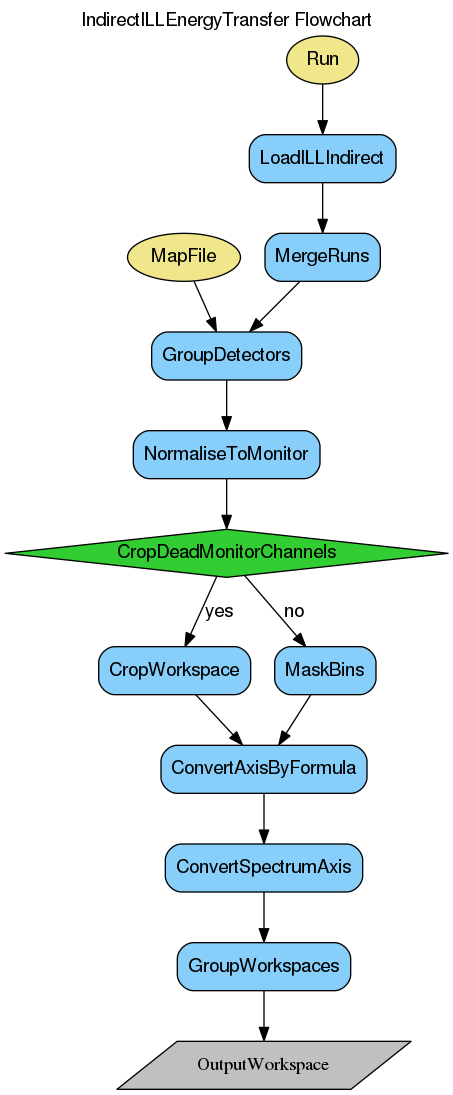 IndirectILLEnergyTransfer Flowchart
Run
LoadILLIndirect
MapFile
MergeRuns
GroupDetectors
NormaliseToMonitor
CropDeadMonitorChannels
yes
no
CropWorkspace
MaskBins
ConvertAxisByFormula
ConvertSpectrumAxis
GroupWorkspaces
OutputWorkspace